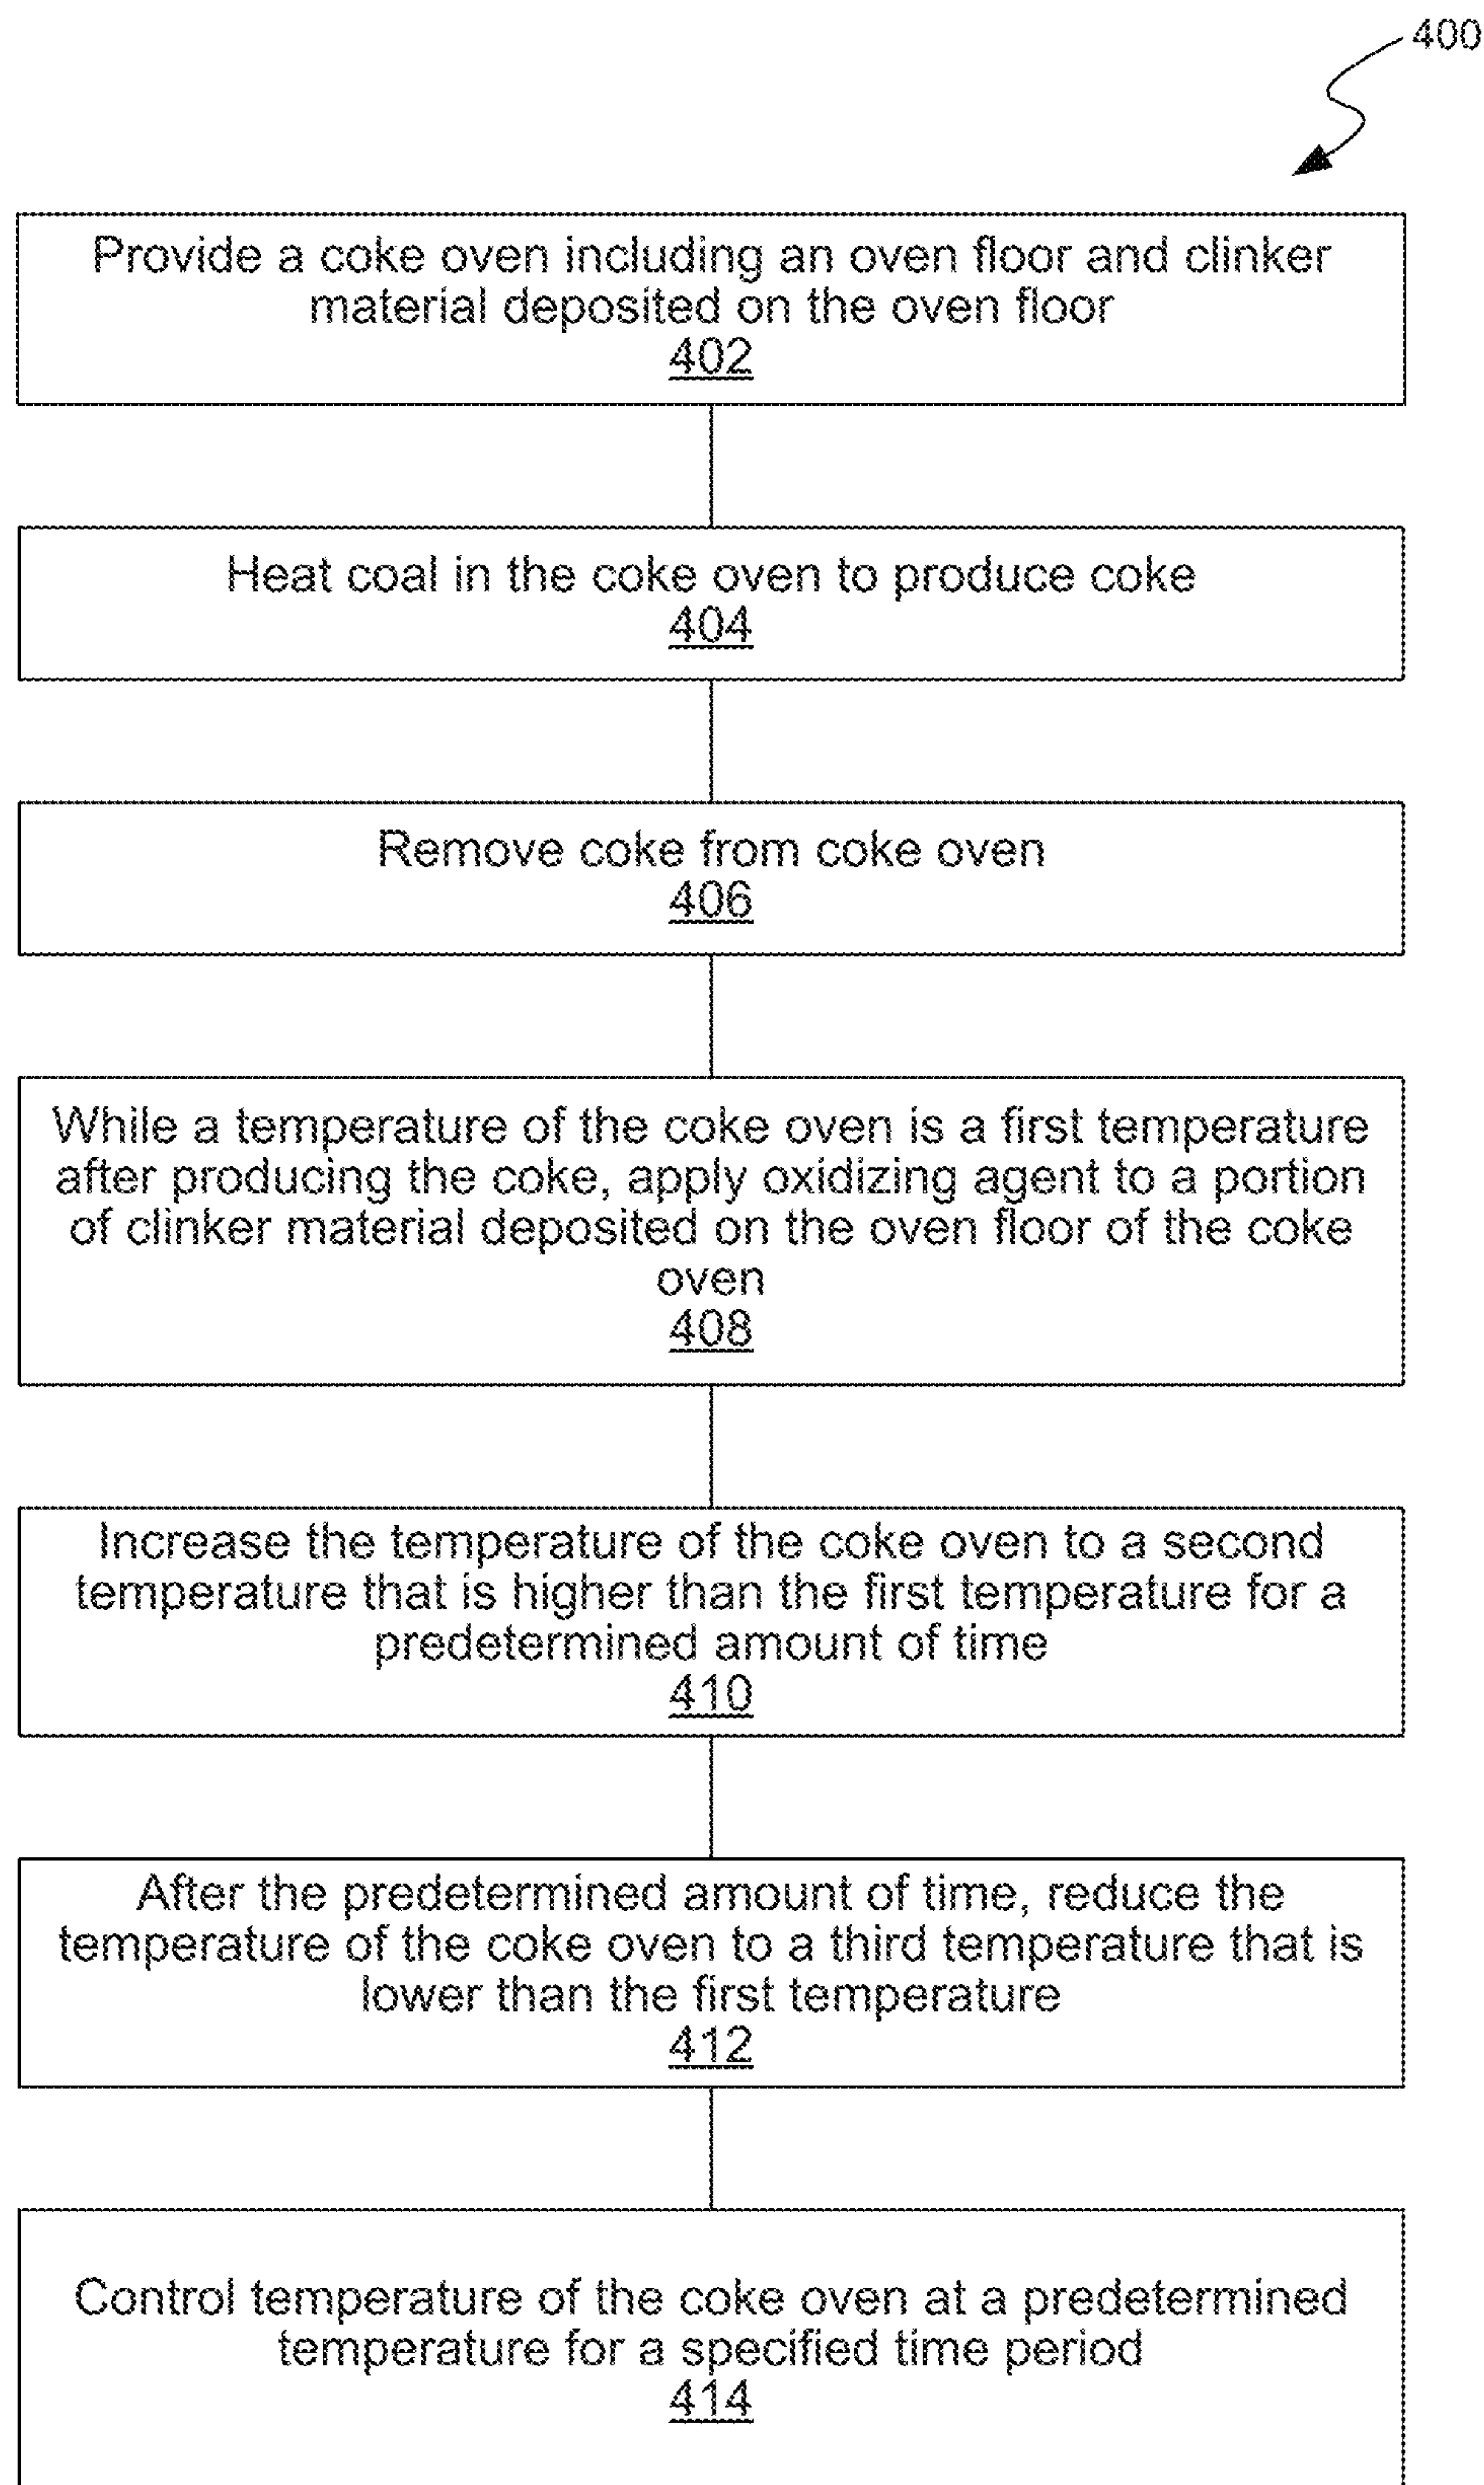 400
Provide a coke oven including an oven floor and clinker
material deposited on the oven floor
402
Heat coal in the coke oven to produce coke
404
Remove coke from coke oven
406
While a temperature of the coke oven is a first temperature
after producing the coke, apply oxidizing agent to a portion
of clinker material deposited on the oven floor of the coke
oven
408
Increase the temperature of the coke oven to a second
temperature that is higher than the first temperature for a
predetermined amount of time
410
After the predetermined amount of time, reduce the
temperature of the coke oven to a third temperature that is
lower than the first temperature
412
Control temperature of the coke oven at a predetermined
temperature for a specified time period
414